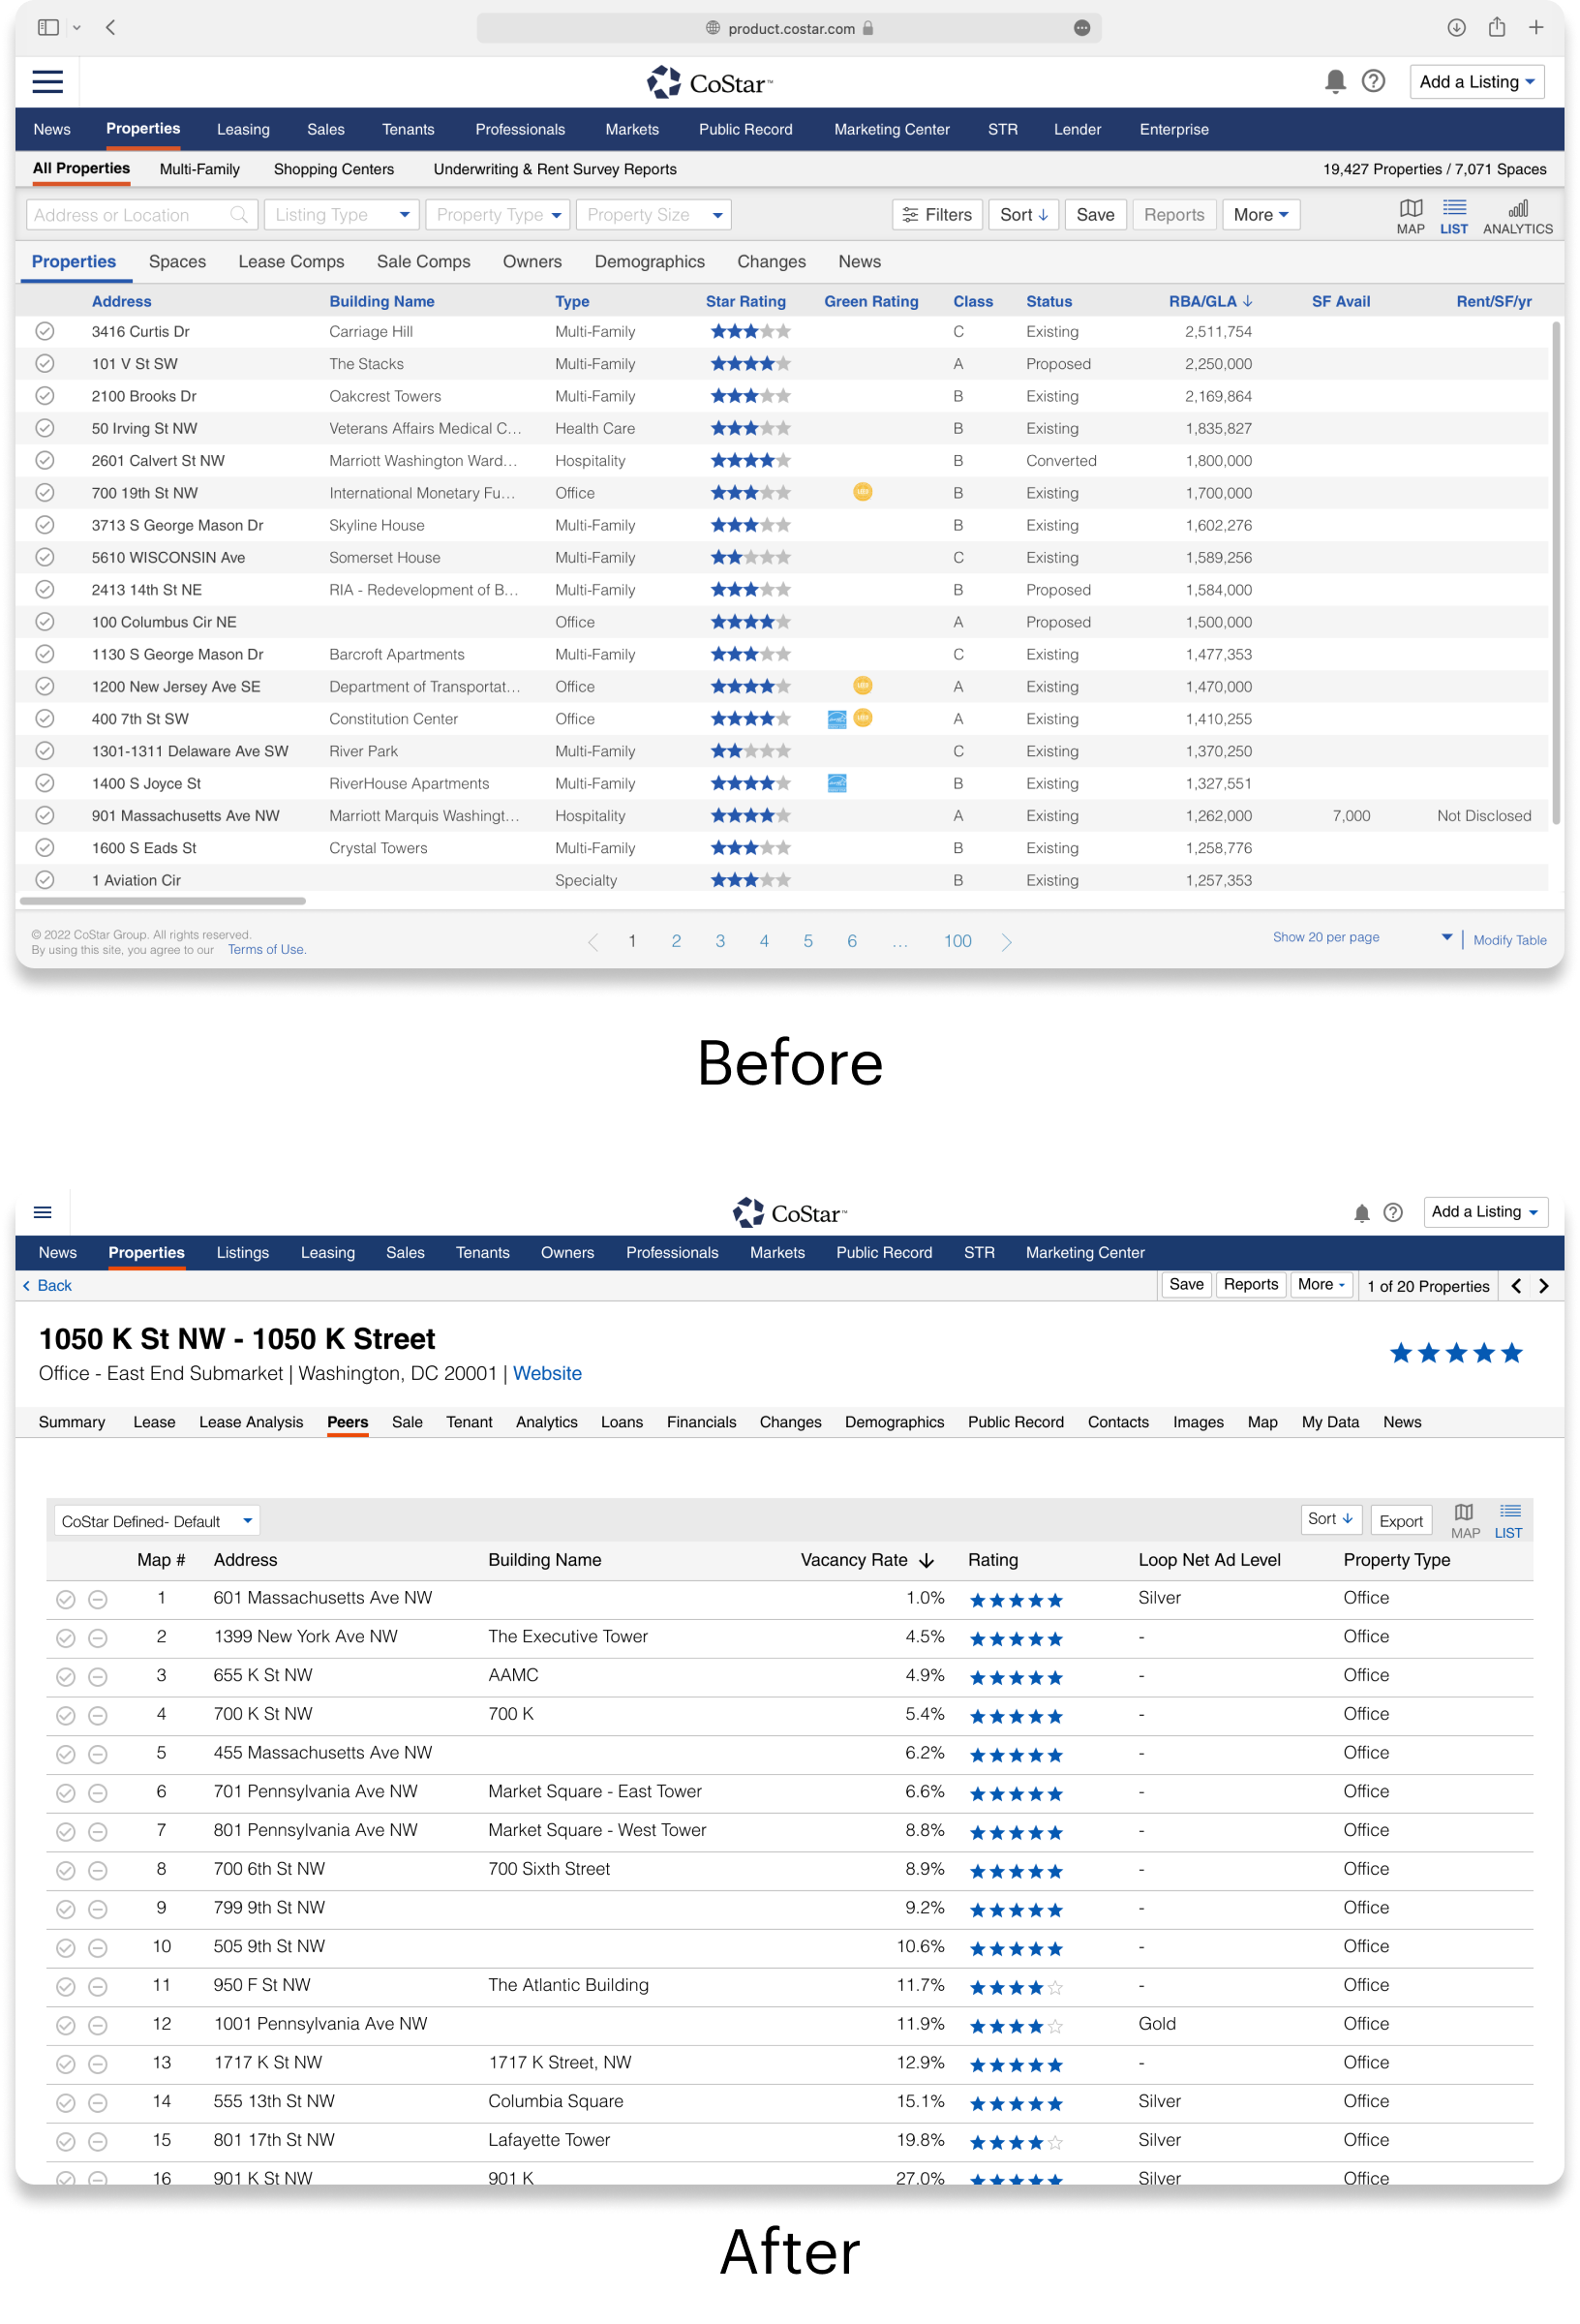 product.costar.com
CoStar™
Add a Listing
News Properties Leasing Sales Tenants Professionals Markets Public Record Marketing Center STR Lender Enterprise
All Properties Multi-Family Shopping Centers Underwriting & Rent Survey Reports 19,427 Properties / 7,071 Spaces
Address or Location Listing Type Property Type Property Size Filters Sort Save Reports More MAP LIST ANALYTICS
Properties Spaces Lease Comps Sale Comps Owners Demographics Changes News
Address Building Name Type Star Rating Green Rating Class Status RBA/GLA SF Avail Rent/SF/yr
3416 Curtis Dr Carriage Hill Multi-Family C Existing 2,511,754
101 V St SW The Stacks Multi-Family A Proposed 2,250,000
2100 Brooks Dr Oakcrest Towers Multi-Family B Existing 2,169,864
50 Irving St NW Veterans Affairs Medical C... Health Care B Existing 1,835,827
2601 Calvert St NW Marriott Washington Ward... Hospitality B Converted 1,800,000
700 19th St NW International Monetary Fu... Office B Existing 1,700,000
3713 S George Mason Dr Skyline House Multi-Family B Existing 1,602,276
5610 WISCONSIN Ave Somerset House Multi-Family C Existing 1,589,256
2413 14th St NE RIA - Redevelopment of B... Multi-Family B Proposed 1,584,000
100 Columbus Cir NE Office A Proposed 1,500,000
1130 S George Mason Dr Barcroft Apartments Multi-Family C Existing 1,477,353
1200 New Jersey Ave SE Department of Transportat... Office A Existing 1,470,000
400 7th St SW Constitution Center Office A Existing 1,410,255
1301-1311 Delaware Ave SW River Park Multi-Family C Existing 1,370,250
1400 S Joyce St RiverHouse Apartments Multi-Family B Existing 1,327,551
901 Massachusetts Ave NW Marriott Marquis Washingt... Hospitality A Existing 1,262,000 7,000 Not Disclosed
1600 S Eads St Crystal Towers Multi-Family B Existing 1,258,776
1 Aviation Cir Specialty B Existing 1,257,353
© 2022 CoStar Group. All rights reserved.
By using this site, you agree to our Terms of Use.
1 2 3 4 5 6 ... 100
Show 20 per page Modify Table
Before
CoStar™
Add a Listing
News Properties Listings Leasing Sales Tenants Owners Professionals Markets Public Record STR Marketing Center
Back Save Reports More 1 of 20 Properties
1050 K St NW - 1050 K Street
Office - East End Submarket | Washington, DC 20001 | Website
Summary Lease Lease Analysis Peers Sale Tenant Analytics Loans Financials Changes Demographics Public Record Contacts Images Map My Data News
CoStar Defined- Default Sort Export MAP LIST
Map # Address Building Name Vacancy Rate Rating Loop Net Ad Level Property Type
1 601 Massachusetts Ave NW 1.0% Silver Office
2 1399 New York Ave NW The Executive Tower 4.5% - Office
3 655 K St NW AAMC 4.9% - Office
4 700 K St NW 700 K 5.4% - Office
5 455 Massachusetts Ave NW 6.2% - Office
6 701 Pennsylvania Ave NW Market Square - East Tower 6.6% - Office
7 801 Pennsylvania Ave NW Market Square - West Tower 8.8% - Office
8 700 6th St NW 700 Sixth Street 8.9% - Office
9 799 9th St NW 9.2% - Office
10 505 9th St NW 10.6% - Office
11 950 F St NW The Atlantic Building 11.7% - Office
12 1001 Pennsylvania Ave NW 11.9% Gold Office
13 1717 K St NW 1717 K Street, NW 12.9% - Office
14 555 13th St NW Columbia Square 15.1% Silver Office
15 801 17th St NW Lafayette Tower 19.8% Silver Office
16 901 K St NW 901 K 27.0% Silver Office
After